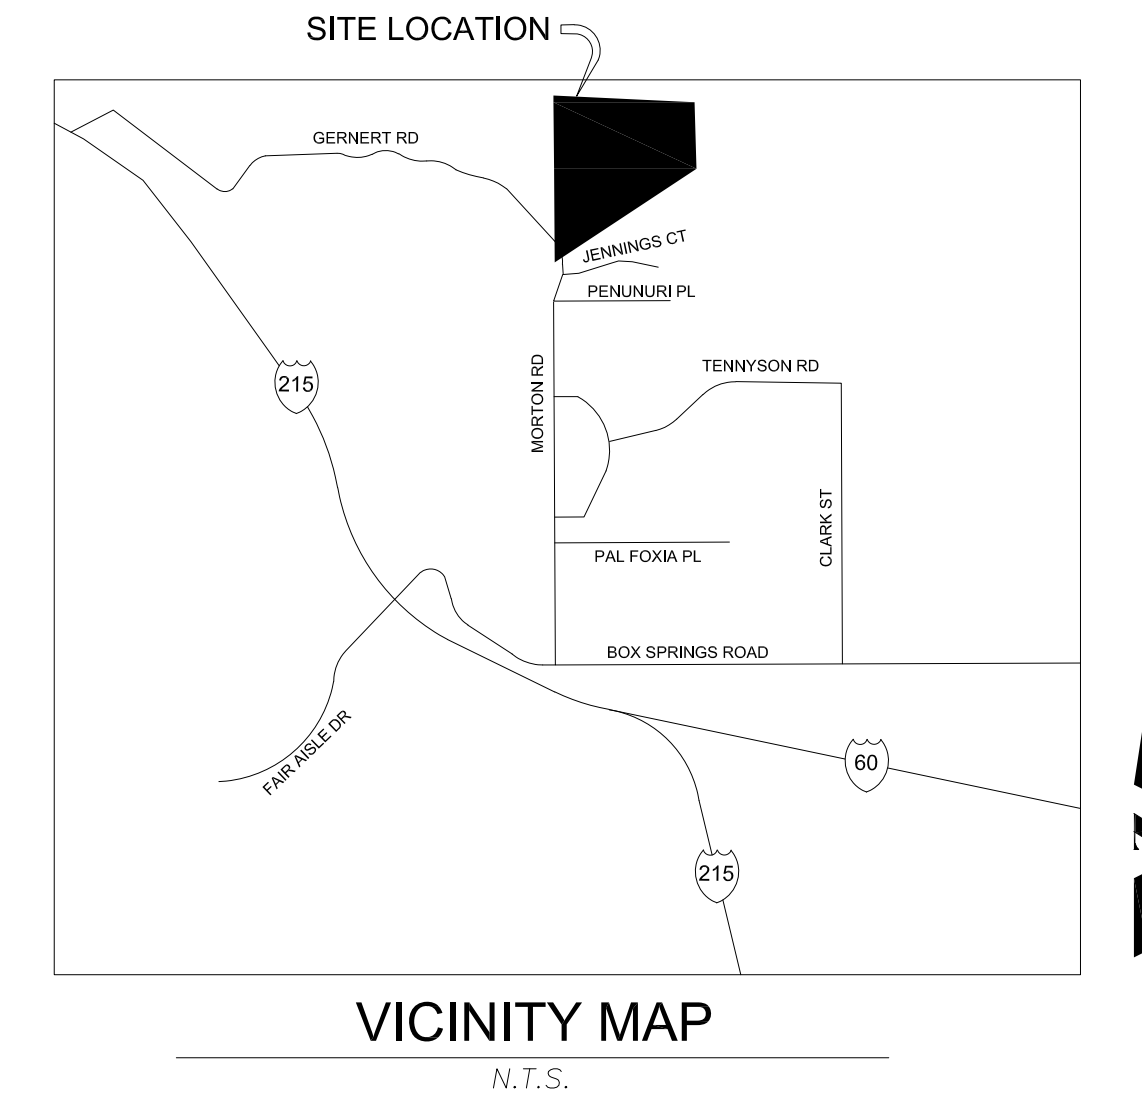 SITE LOCATION
GERNERT RD
JENNINGS CT
PENUNURI PL
MORTON RD
TENNYSON RD
215
CLARK ST
PAL FOXIA PL
BOX SPRINGS ROAD
FAIR AISLE DR
60
215
VICINITY MAP
N.T.S.